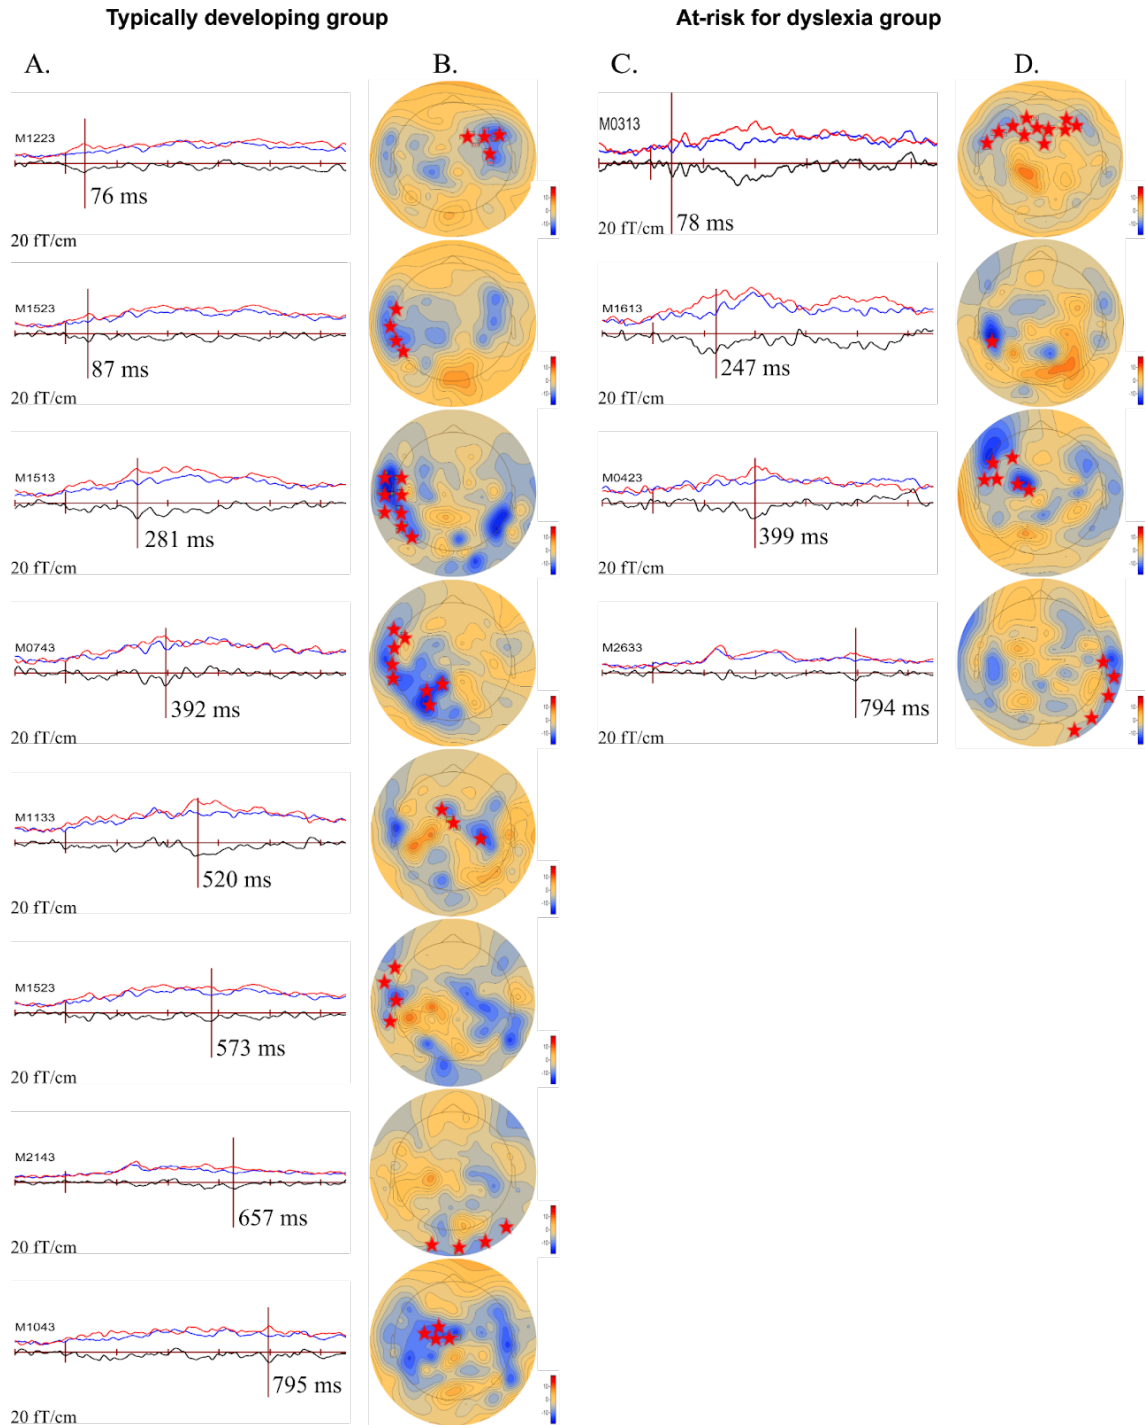 Typically developing group
At-risk for dyslexia group
A.
B.
C.
D.
M1223
76 ms
20 fT/cm
M1523
87 ms
20 fT/cm
M1513
281 ms
20 fT/cm
M0743
392 ms
20 fT/cm
M1133
520 ms
20 fT/cm
M1523
573 ms
20 fT/cm
M2143
657 ms
20 fT/cm
M1043
795 ms
20 fT/cm
M0313
78 ms
20 fT/cm
M1613
247 ms
20 fT/cm
M0423
399 ms
20 fT/cm
M2633
794 ms
20 fT/cm